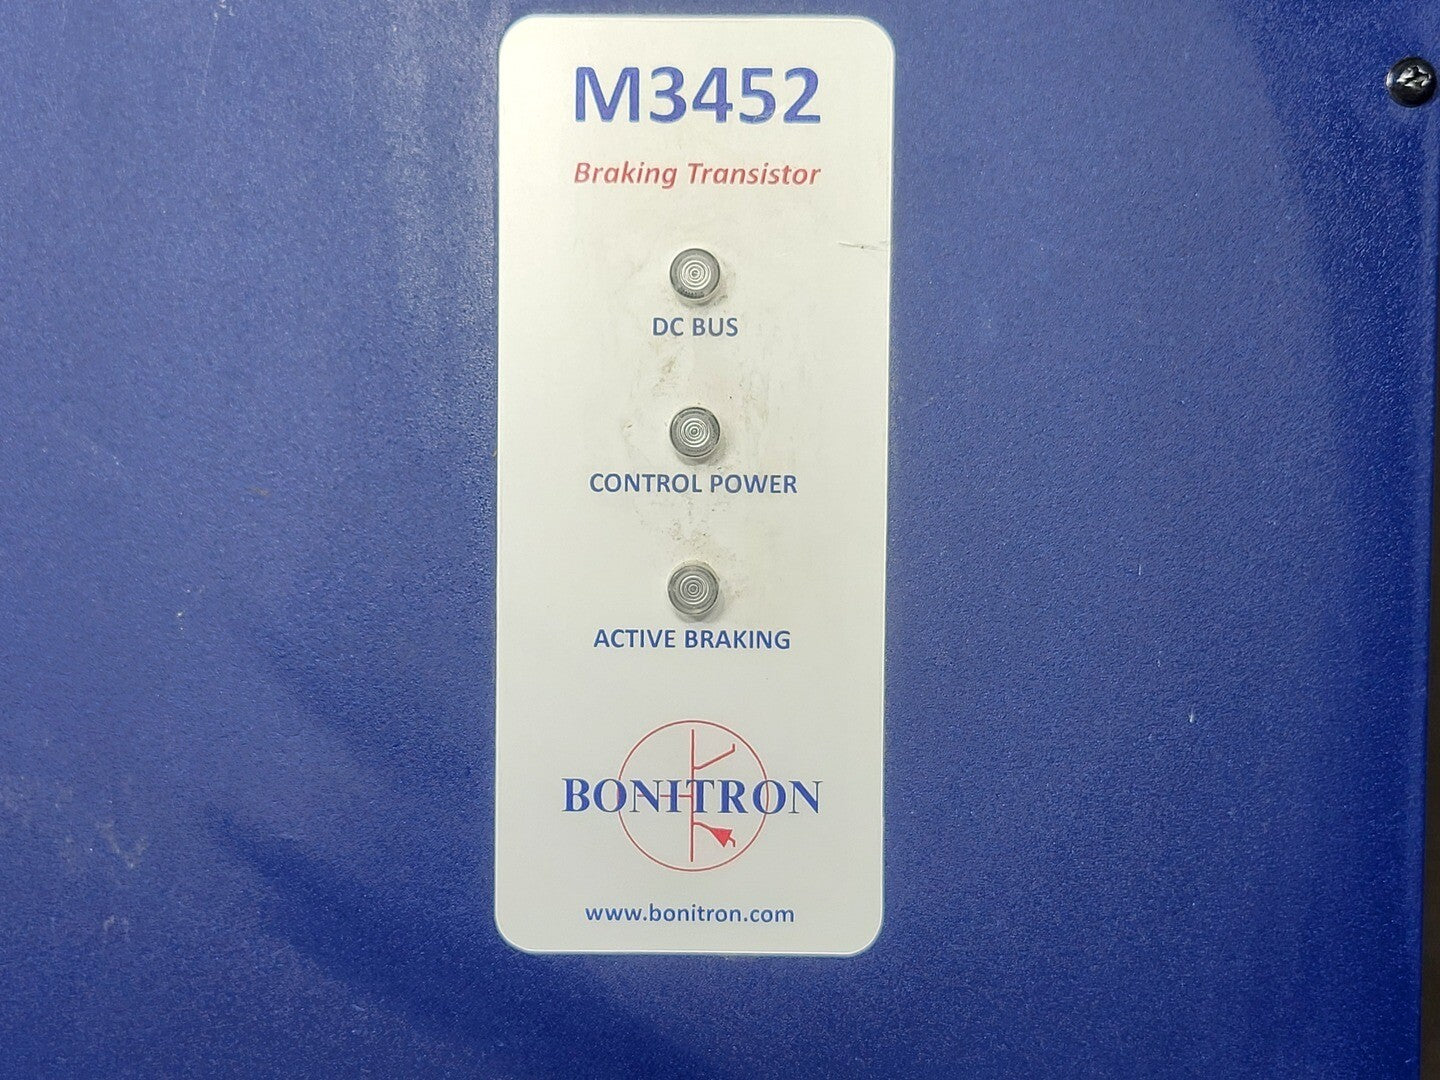 M3452
Braking Transistor
DC BUS
CONTROL POWER
ACTIVE BRAKING
BONITRON
www.bonitron.com